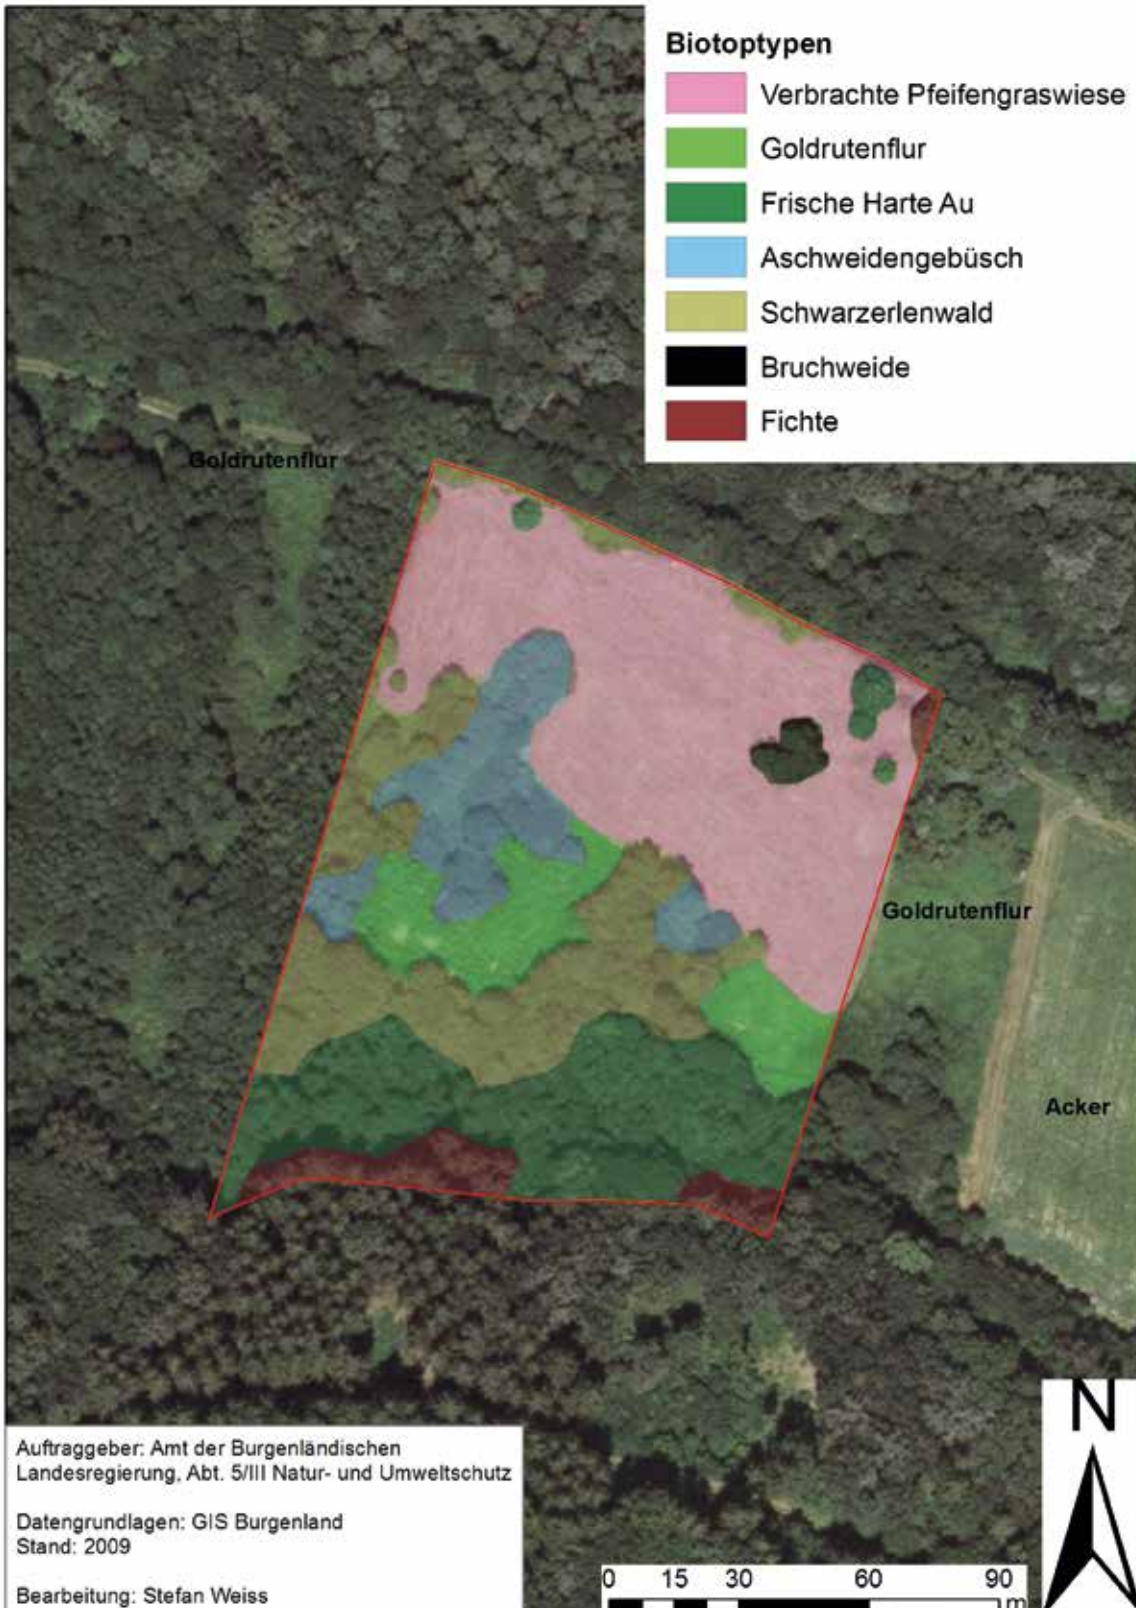 Biotoptypen
Verbrachte Pfeifengraswiese
Goldrutenflur
Frische Harte Au
Aschweidengebüsch
Schwarzerlenwald
Bruchweide
Fichte
Goldrutenflur
Goldrutenflur
Acker
N
Auftraggeber: Amt der Burgenländischen
Landesregierung, Abt. 5/III Natur- und Umweltschutz
Datengrundlagen: GIS Burgenland
Stand: 2009
Bearbeitung: Stefan Weiss
0 15 30 60 90
m